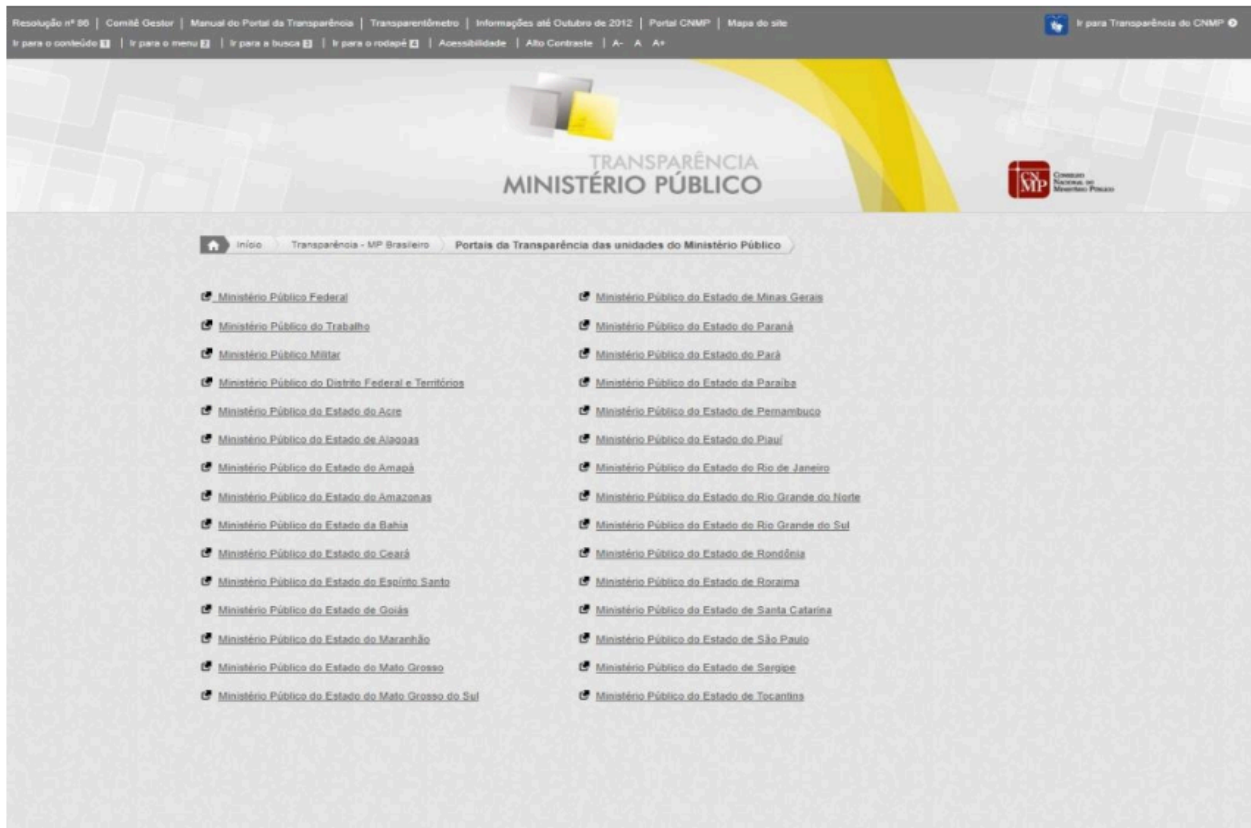 Resolução nº 86 | Comitê Gestor | Manual do Portal da Transparência | Transparentômetro | Informações até Outubro de 2012 | Portal CNMP | Mapa do site
Ir para Transparência do CNMP
Ir para o conteúdo 1 | Ir para o menu 2 | Ir para a busca 3 | Ir para o rodapé 4 | Acessibilidade | Alto Contraste | A- A A+
TRANSPARÊNCIA
MINISTÉRIO PÚBLICO
CN
MP
CONSELHO
NACIONAL DO
MINISTÉRIO PÚBLICO
Início Transparência - MP Brasileiro Portais da Transparência das unidades do Ministério Público
Ministério Público Federal
Ministério Público do Trabalho
Ministério Público Militar
Ministério Público do Distrito Federal e Territórios
Ministério Público do Estado do Acre
Ministério Público do Estado de Alagoas
Ministério Público do Estado do Amapá
Ministério Público do Estado do Amazonas
Ministério Público do Estado da Bahia
Ministério Público do Estado do Ceará
Ministério Público do Estado do Espírito Santo
Ministério Público do Estado de Goiás
Ministério Público do Estado do Maranhão
Ministério Público do Estado do Mato Grosso
Ministério Público do Estado do Mato Grosso do Sul
Ministério Público do Estado de Minas Gerais
Ministério Público do Estado do Paraná
Ministério Público do Estado do Pará
Ministério Público do Estado da Paraíba
Ministério Público do Estado de Pernambuco
Ministério Público do Estado do Piauí
Ministério Público do Estado do Rio de Janeiro
Ministério Público do Estado do Rio Grande do Norte
Ministério Público do Estado do Rio Grande do Sul
Ministério Público do Estado de Rondônia
Ministério Público do Estado de Roraima
Ministério Público do Estado de Santa Catarina
Ministério Público do Estado de São Paulo
Ministério Público do Estado de Sergipe
Ministério Público do Estado de Tocantins